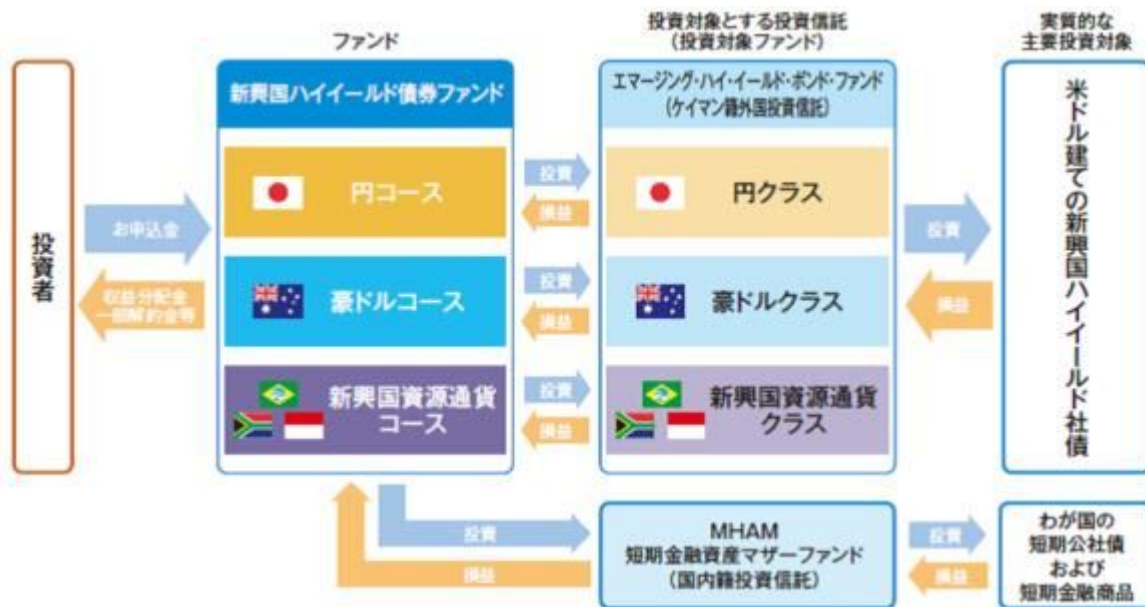 ファンド
投資対象とする投資信託
(投資対象ファンド)
実質的な
主要投資対象
投資者
お申込金
収益分配金
一部解約金等
新興国ハイイールド債券ファンド
円コース
豪ドルコース
新興国資源通貨
コース
投資
損益
投資
損益
投資
損益
エマージング・ハイ・イールド・ボンド・ファンド
(ケイマン籍外国投資信託)
円クラス
豪ドルクラス
新興国資源通貨
クラス
投資
損益
米ドル建ての新興国ハイイールド社債
投資
損益
MHAM
短期金融資産マザーファンド
(国内籍投資信託)
投資
損益
わが国の
短期公社債
および
短期金融商品